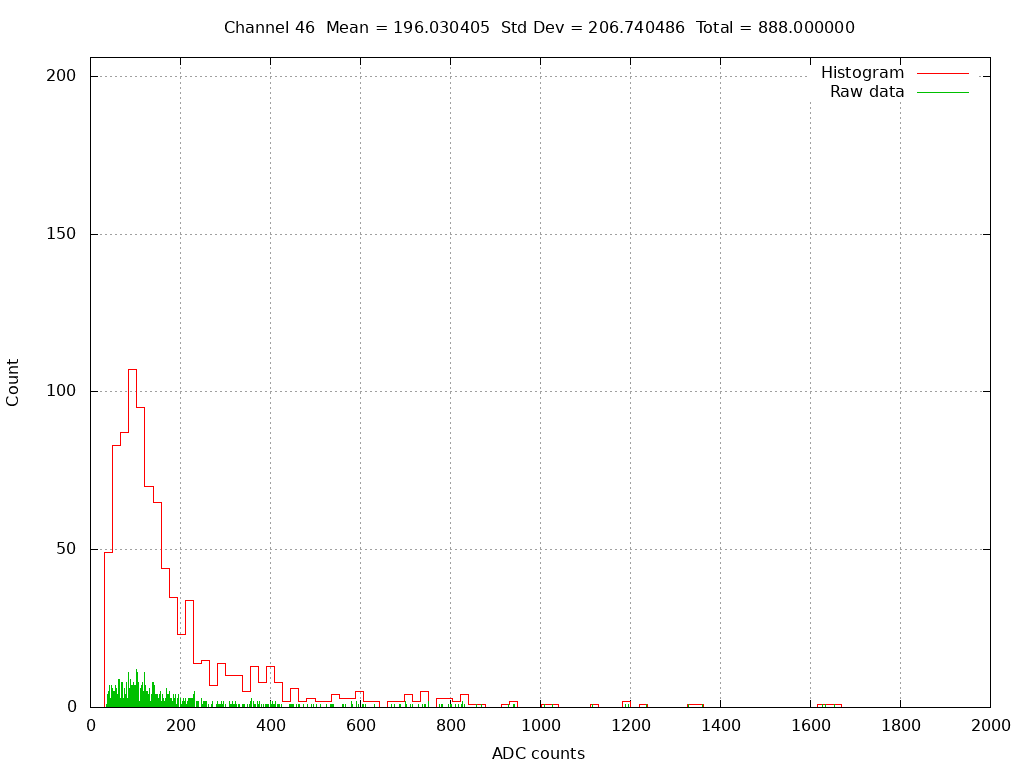 Channel 46  Mean = 196.030405  Std Dev = 206.740486  Total = 888.000000
Histogram
Raw data
200
150
100
50
0
Count
0 200 400 600 800 1000 1200 1400 1600 1800 2000
ADC counts